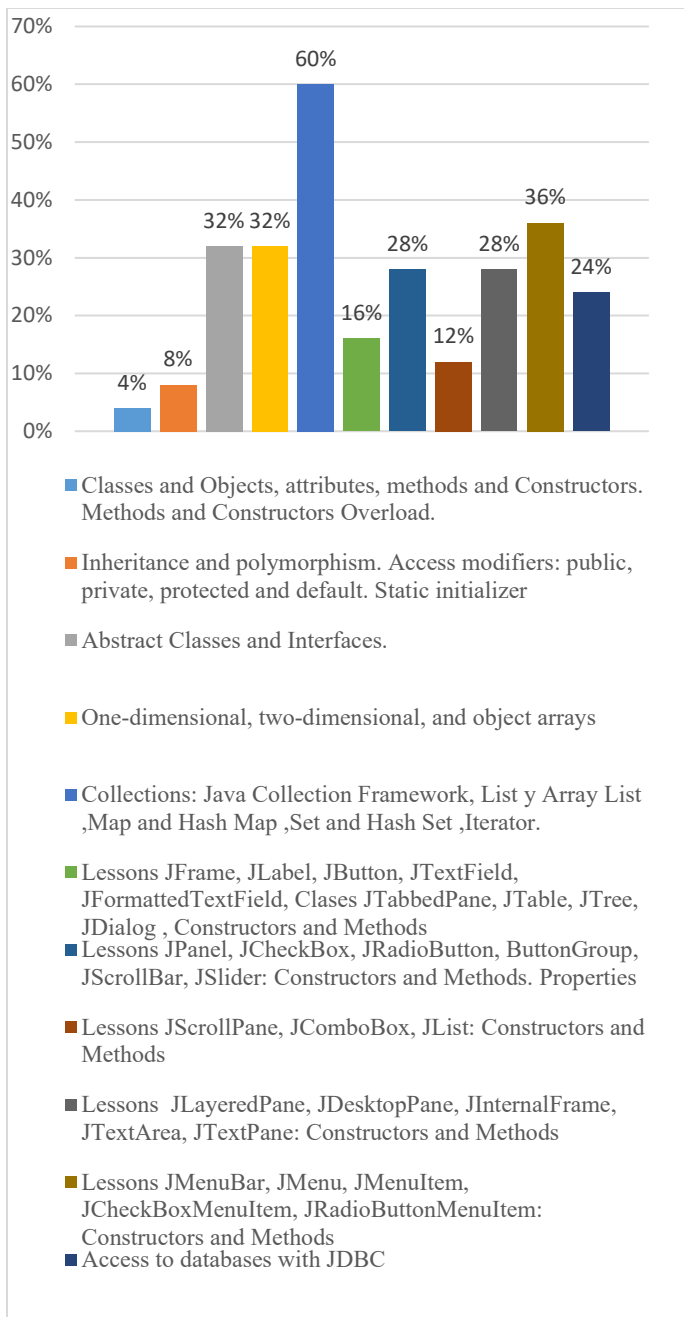 70%
60%
60%
50%
40%
36%
32% 32%
28%
28%
30%
24%
20%
16%
12%
8%
10%
4%
0%
Classes and Objects, attributes, methods and Constructors.
Methods and Constructors Overload.
Inheritance and polymorphism. Access modifiers: public,
private, protected and default. Static initializer
Abstract Classes and Interfaces.
One-dimensional, two-dimensional, and object arrays
Collections: Java Collection Framework, List y Array List
,Map and Hash Map ,Set and Hash Set ,Iterator.
Lessons JFrame, JLabel, JButton, JTextField,
JFormattedTextField, Clases JTabbedPane, JTable, JTree,
JDialog , Constructors and Methods
Lessons JPanel, JCheckBox, JRadioButton, ButtonGroup,
JScrollBar, JSlider: Constructors and Methods. Properties
Lessons JScrollPane, JComboBox, JList: Constructors and
Methods
Lessons  JLayeredPane, JDesktopPane, JInternalFrame,
JTextArea, JTextPane: Constructors and Methods
Lessons JMenuBar, JMenu, JMenuItem,
JCheckBoxMenuItem, JRadioButtonMenuItem:
Constructors and Methods
Access to databases with JDBC